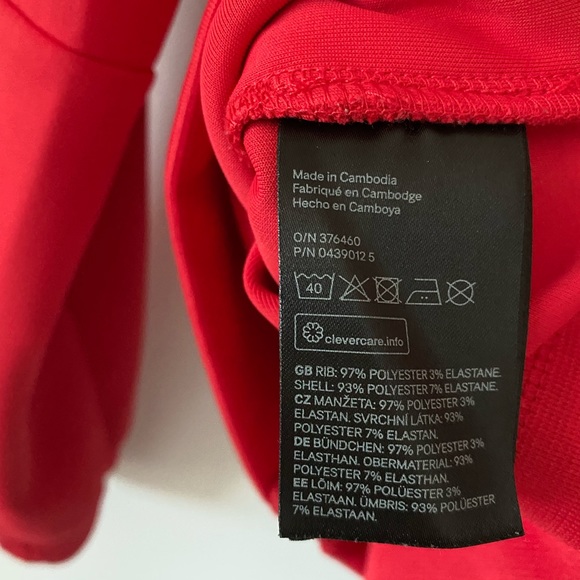 Made in Cambodia
Fabriqué en Cambodge
Hecho en Camboya
O/N 376460
P/N 0439012 5
40
clevercare.info
GB RIB: 97% POLYESTER 3% ELASTANE.
SHELL: 93% POLYESTER 7% ELASTANE.
CZ MANŽETA: 97% POLYESTER 3%
ELASTAN. SVRCHNÍ LÁTKA: 93%
POLYESTER 7% ELASTAN.
DE BÜNDCHEN: 97% POLYESTER 3%
ELASTHAN. OBERMATERIAL: 93%
POLYESTER 7% ELASTHAN.
EE LÕIM: 97% POLÜESTER 3%
ELASTAAN. ÜMBRIS: 93% POLÜESTER
7% ELASTAAN.